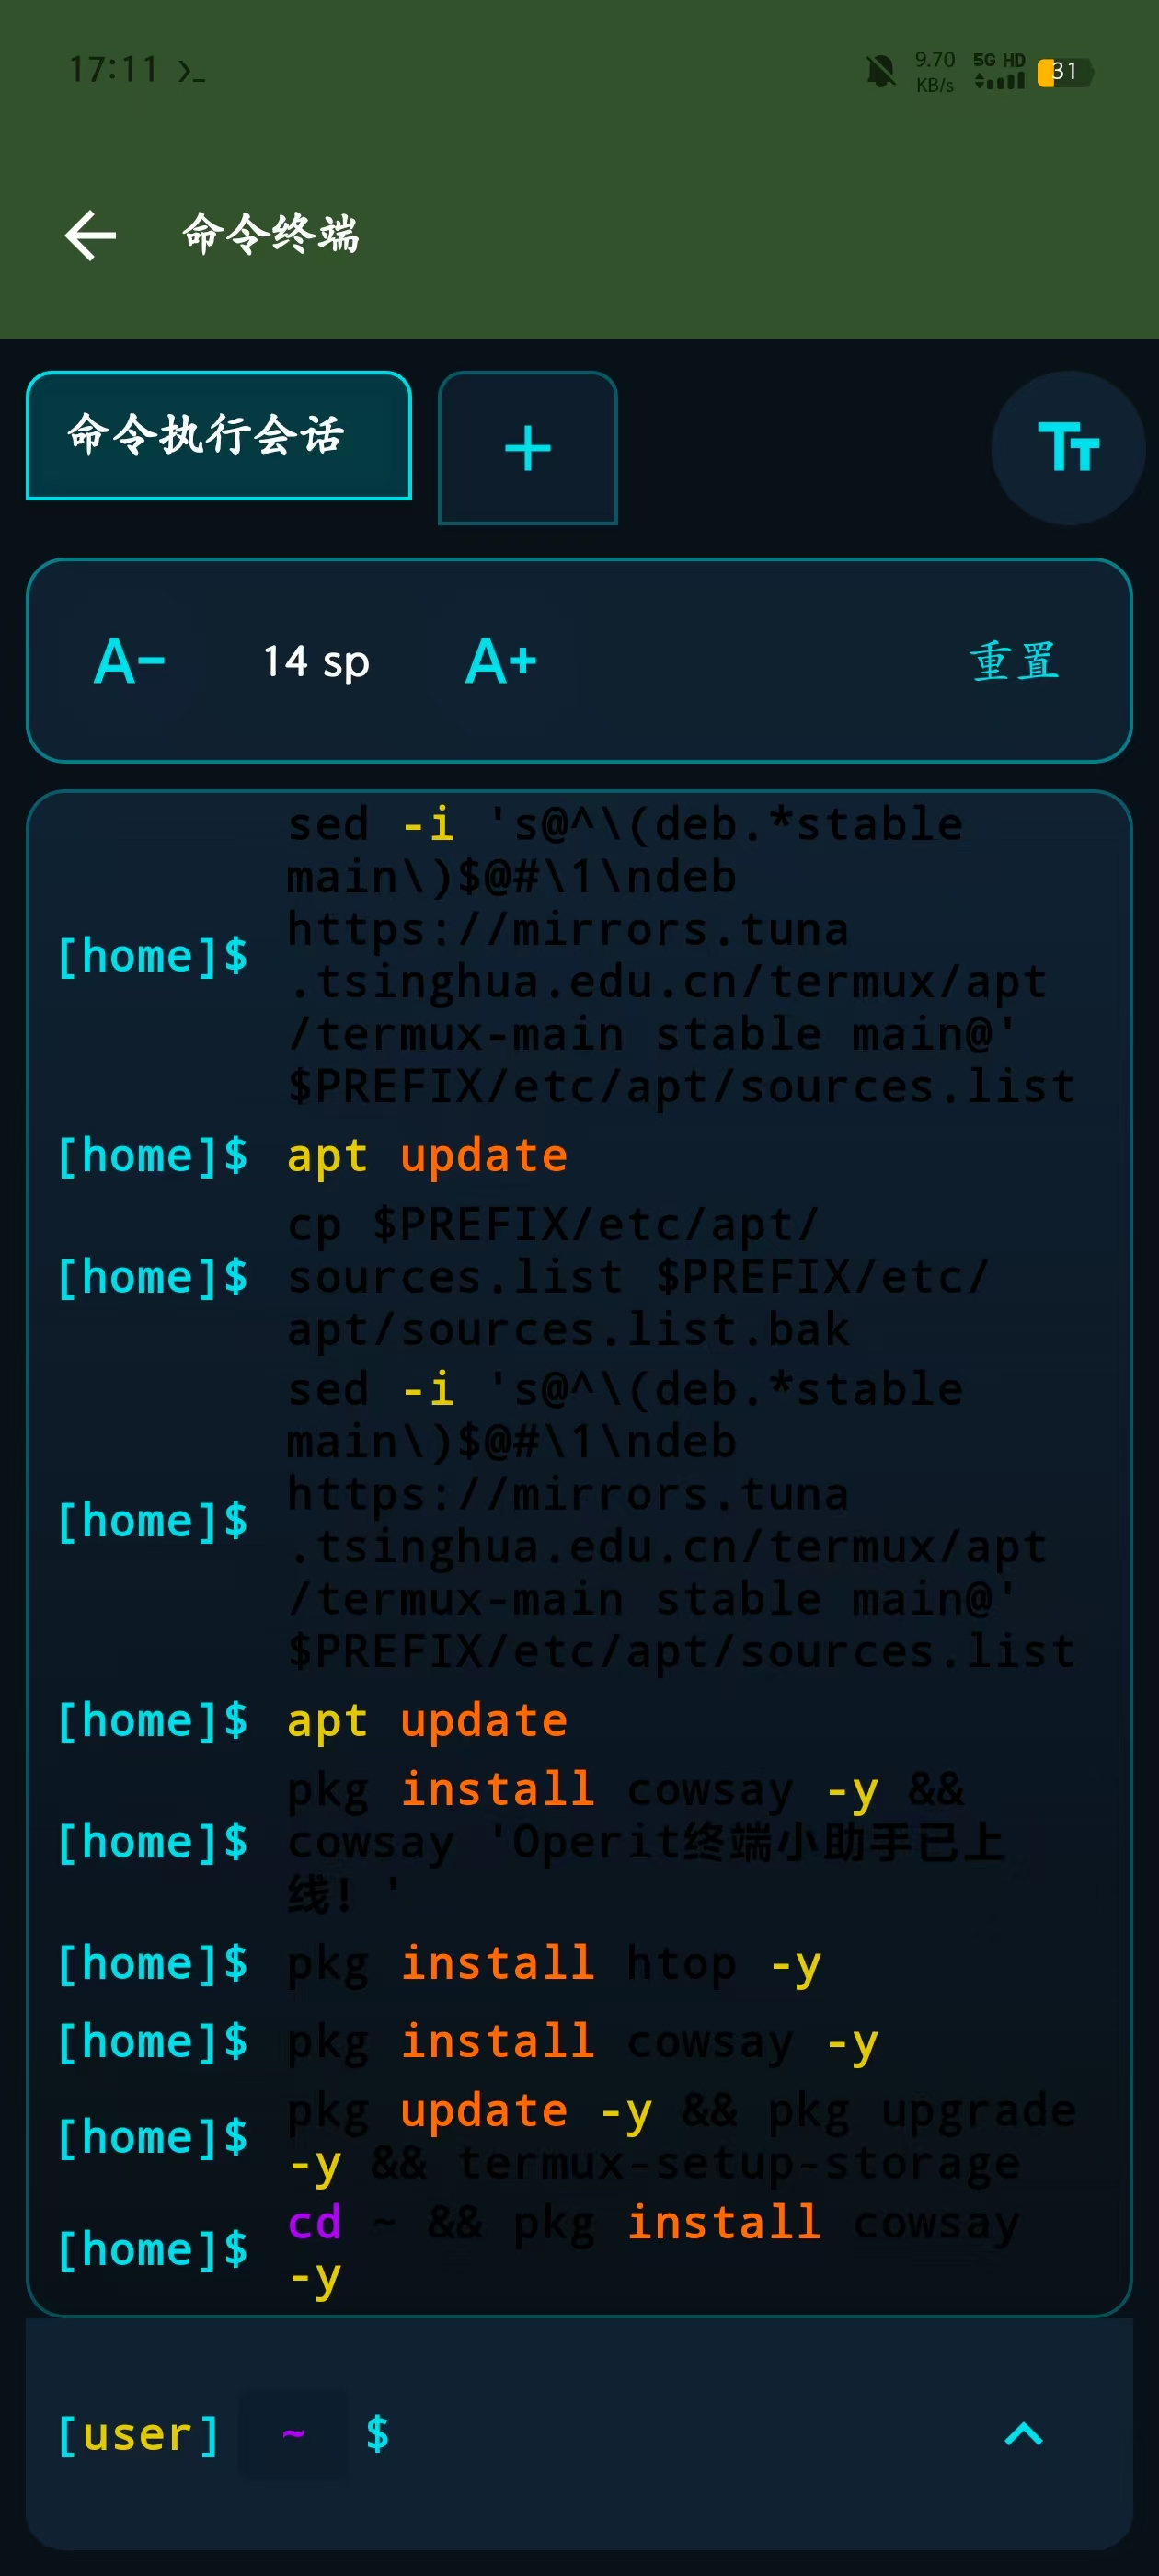 17:11 >_
9.70 KB/s 5G HD 31
命令终端
命令执行会话 + TT
A− 14 sp A+ 重置
sed -i 's@^\(deb.*stable
main\)$@#\1\ndeb
https://mirrors.tuna
[home]$ .tsinghua.edu.cn/termux/apt
/termux-main stable main@'
$PREFIX/etc/apt/sources.list
[home]$ apt update
cp $PREFIX/etc/apt/
[home]$ sources.list $PREFIX/etc/
apt/sources.list.bak
sed -i 's@^\(deb.*stable
main\)$@#\1\ndeb
https://mirrors.tuna
[home]$ .tsinghua.edu.cn/termux/apt
/termux-main stable main@'
$PREFIX/etc/apt/sources.list
[home]$ apt update
pkg install cowsay -y &&
[home]$ cowsay 'Operit终端小助手已上
线! '
[home]$ pkg install htop -y
[home]$ pkg install cowsay -y
[home]$ pkg update -y && pkg upgrade
-y && termux-setup-storage
[home]$ cd ~ && pkg install cowsay
-y
[user] ~ $